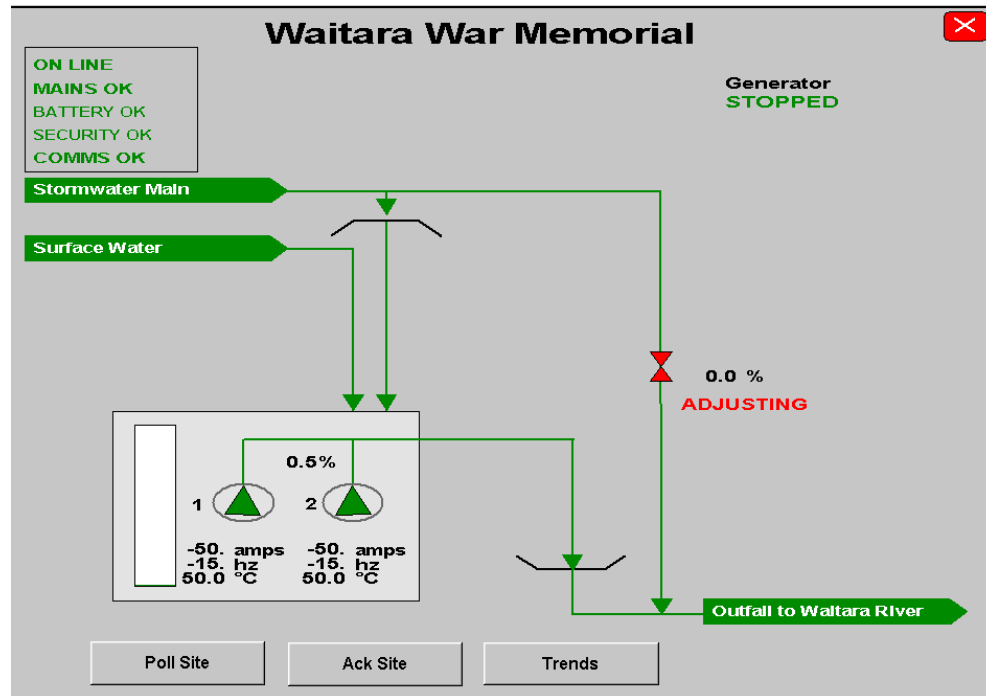 Waitara War Memorial
ON LINE
MAINS OK
BATTERY OK
SECURITY OK
COMMS OK
Generator
STOPPED
Stormwater Main
Surface Water
0.0 %
ADJUSTING
0.5%
1
2
-50. amps
-15. hz
50.0 °C
-50. amps
-15. hz
50.0 °C
Outfall to Waitara River
Poll Site
Ack Site
Trends